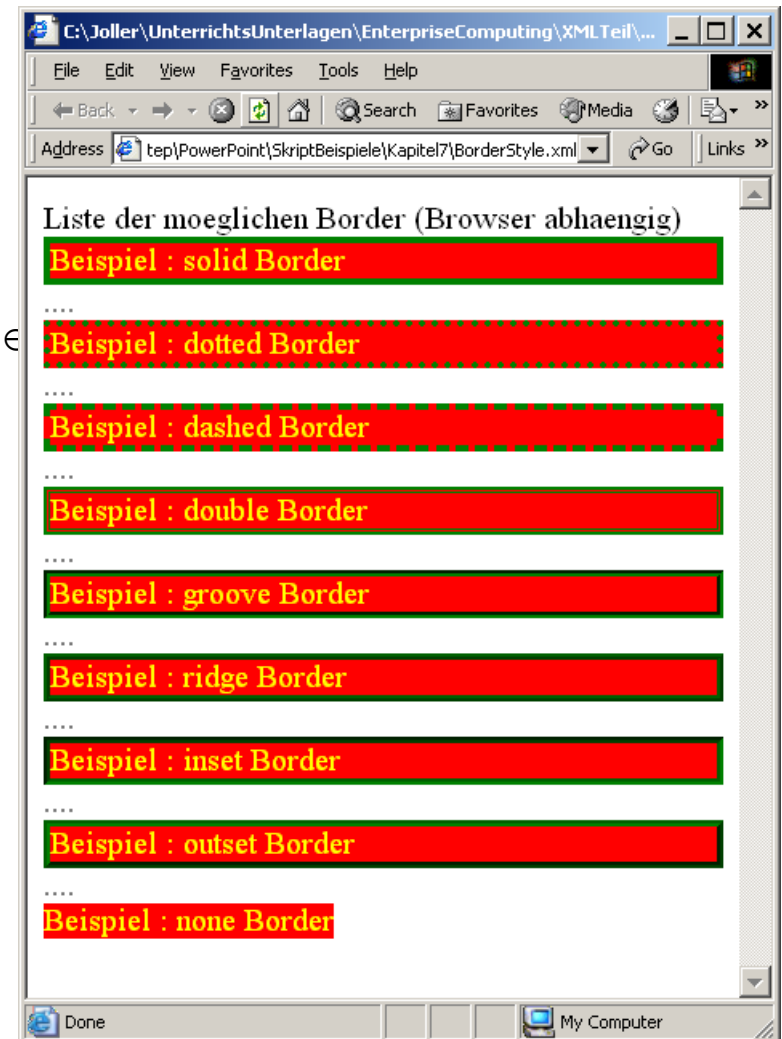 C:\Joller\UnterrichtsUnterlagen\EnterpriseComputing\XMLTeil\...
File Edit View Favorites Tools Help
Back Search Favorites Media »
Address tep\PowerPoint\SkriptBeispiele\Kapitel7\BorderStyle.xml Go Links »
Liste der moeglichen Border (Browser abhaengig)
Beispiel : solid Border
....
Beispiel : dotted Border
....
Beispiel : dashed Border
....
Beispiel : double Border
....
Beispiel : groove Border
....
Beispiel : ridge Border
....
Beispiel : inset Border
....
Beispiel : outset Border
....
Beispiel : none Border
Done My Computer